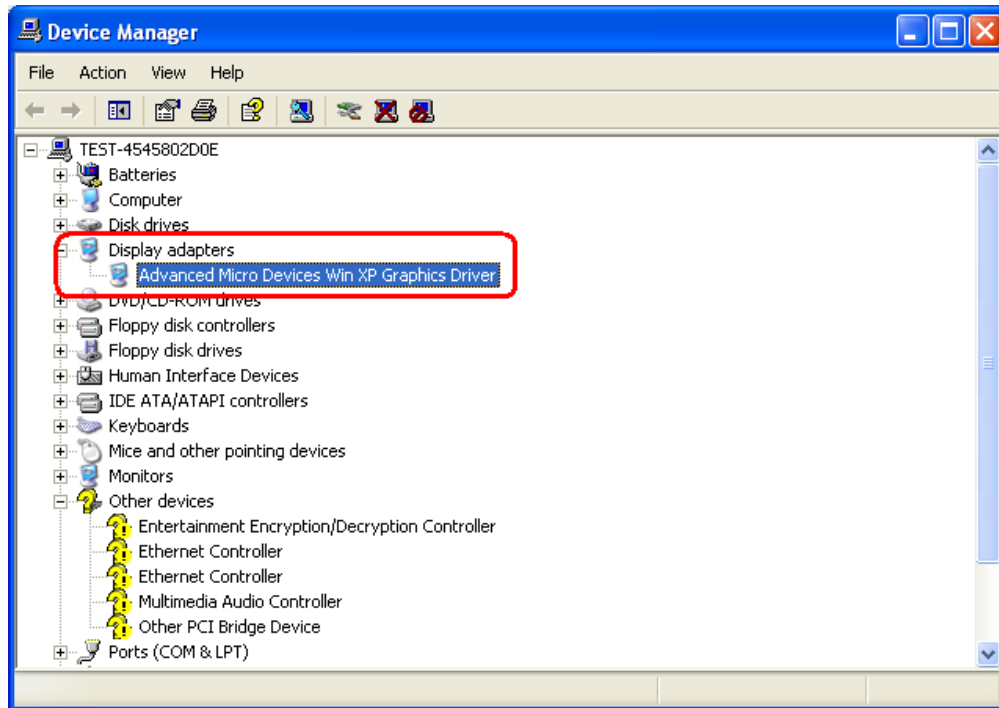 Device Manager
File Action View Help
TEST-4545802D0E
Batteries
Computer
Disk drives
Display adapters
Advanced Micro Devices Win XP Graphics Driver
DVD/CD-ROM drives
Floppy disk controllers
Floppy disk drives
Human Interface Devices
IDE ATA/ATAPI controllers
Keyboards
Mice and other pointing devices
Monitors
Other devices
Entertainment Encryption/Decryption Controller
Ethernet Controller
Ethernet Controller
Multimedia Audio Controller
Other PCI Bridge Device
Ports (COM & LPT)